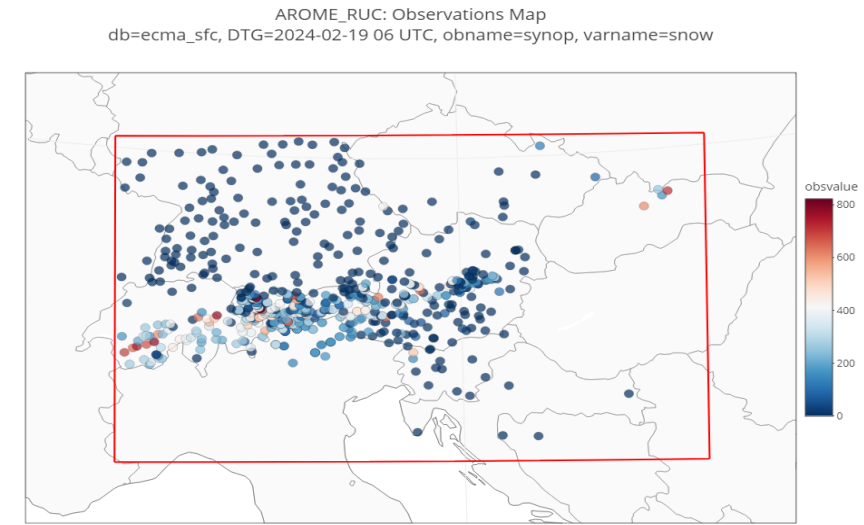 AROME_RUC: Observations Map
db=ecma_sfc, DTG=2024-02-19 06 UTC, obname=synop, varname=snow
obsvalue
800
600
400
200
0